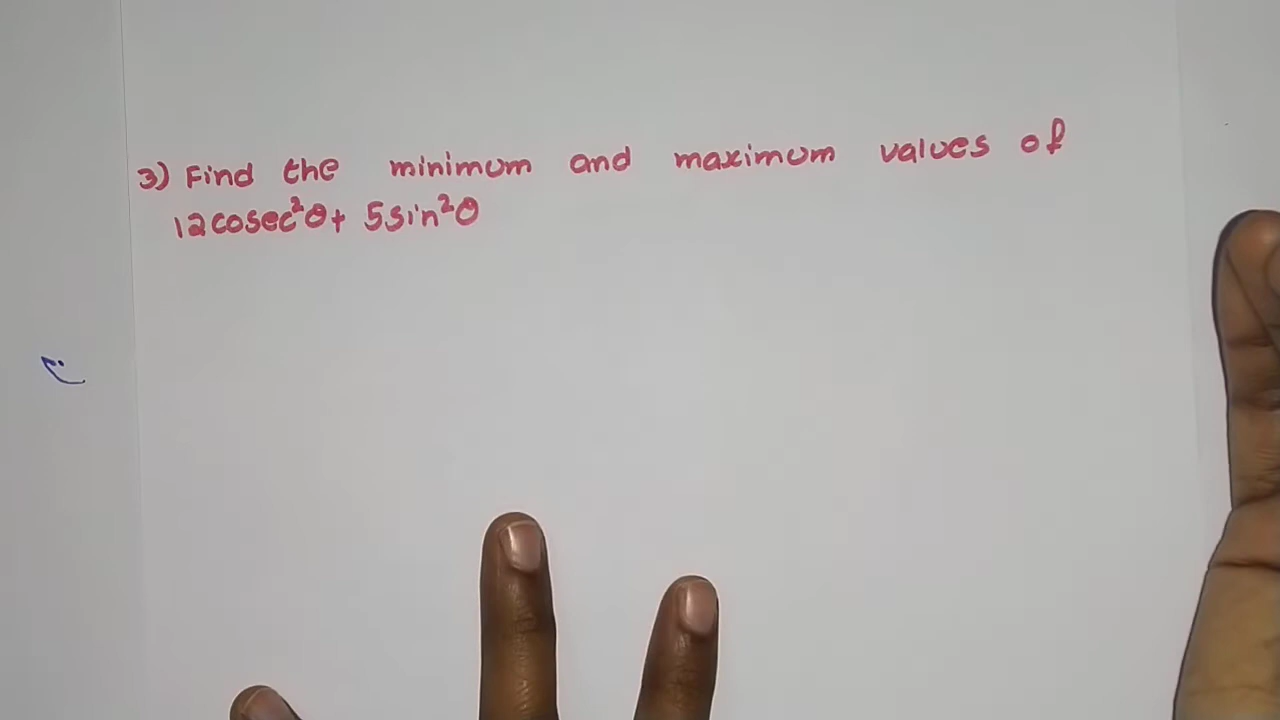 3) Find the minimum and maximum values of
12cosec²θ+ 5sin²θ